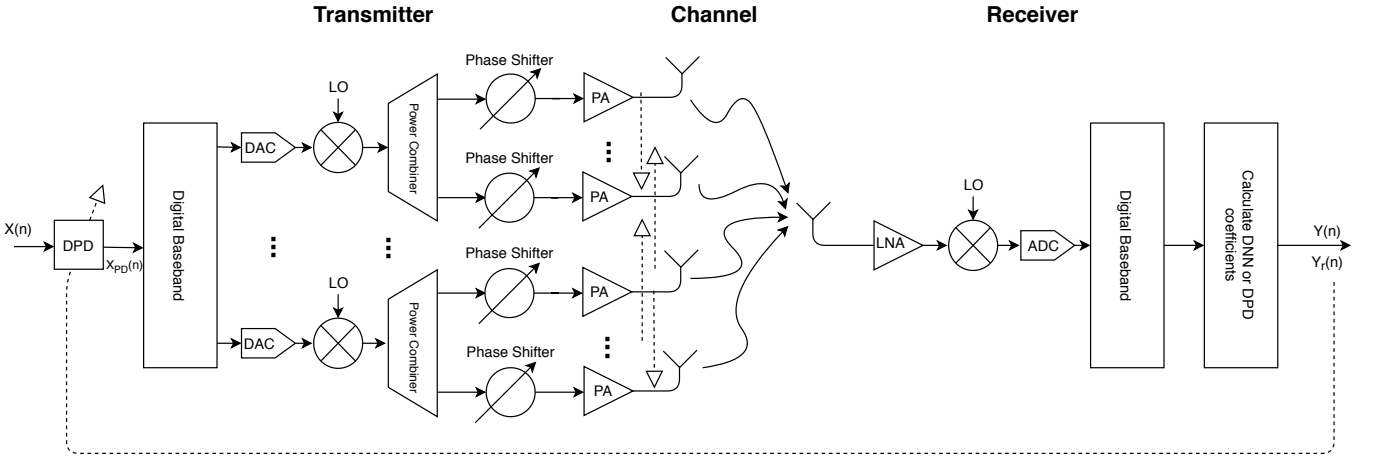 Transmitter
Channel
Receiver
X(n)
DPD
X_PD(n)
Digital Baseband
DAC
LO
Power Combiner
Phase Shifter
PA
Phase Shifter
PA
...
...
...
DAC
LO
Power Combiner
Phase Shifter
PA
...
Phase Shifter
PA
LNA
LO
ADC
Digital Baseband
Calculate DNN or DPD
coefficients
Y(n)
Y_r(n)